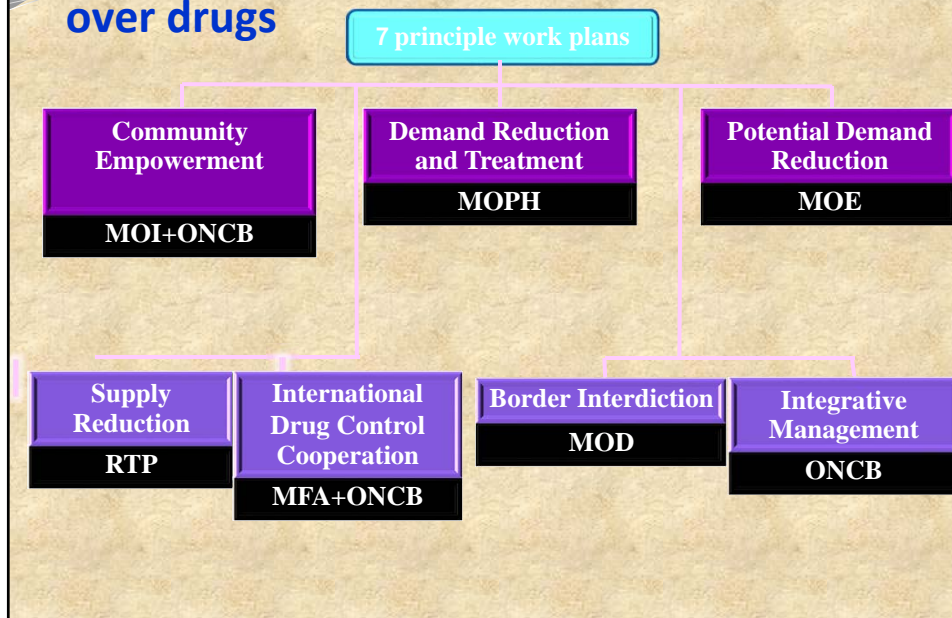 over drugs
7 principle work plans
Community
Empowerment
MOI+ONCB
Demand Reduction
and Treatment
MOPH
Potential Demand
Reduction
MOE
Supply
Reduction
RTP
International
Drug Control
Cooperation
MFA+ONCB
Border Interdiction
MOD
Integrative
Management
ONCB